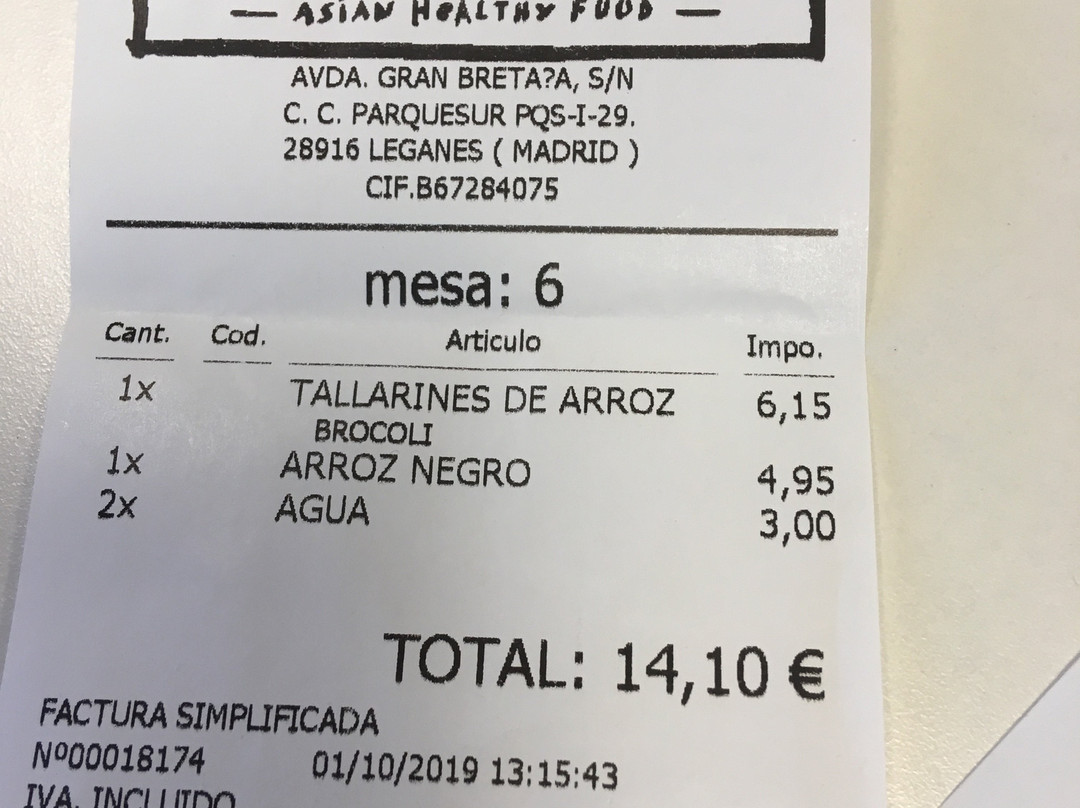 — ASIAN HEALTHY FOOD —
AVDA. GRAN BRETA?A, S/N
C. C. PARQUESUR PQS-I-29.
28916 LEGANES ( MADRID )
CIF.B67284075
mesa: 6
Cant. Cod. Articulo Impo.
1x TALLARINES DE ARROZ 6,15
BROCOLI
1x ARROZ NEGRO 4,95
2x AGUA 3,00
TOTAL: 14,10 €
FACTURA SIMPLIFICADA
Nº00018174 01/10/2019 13:15:43
IVA. INCLUIDO